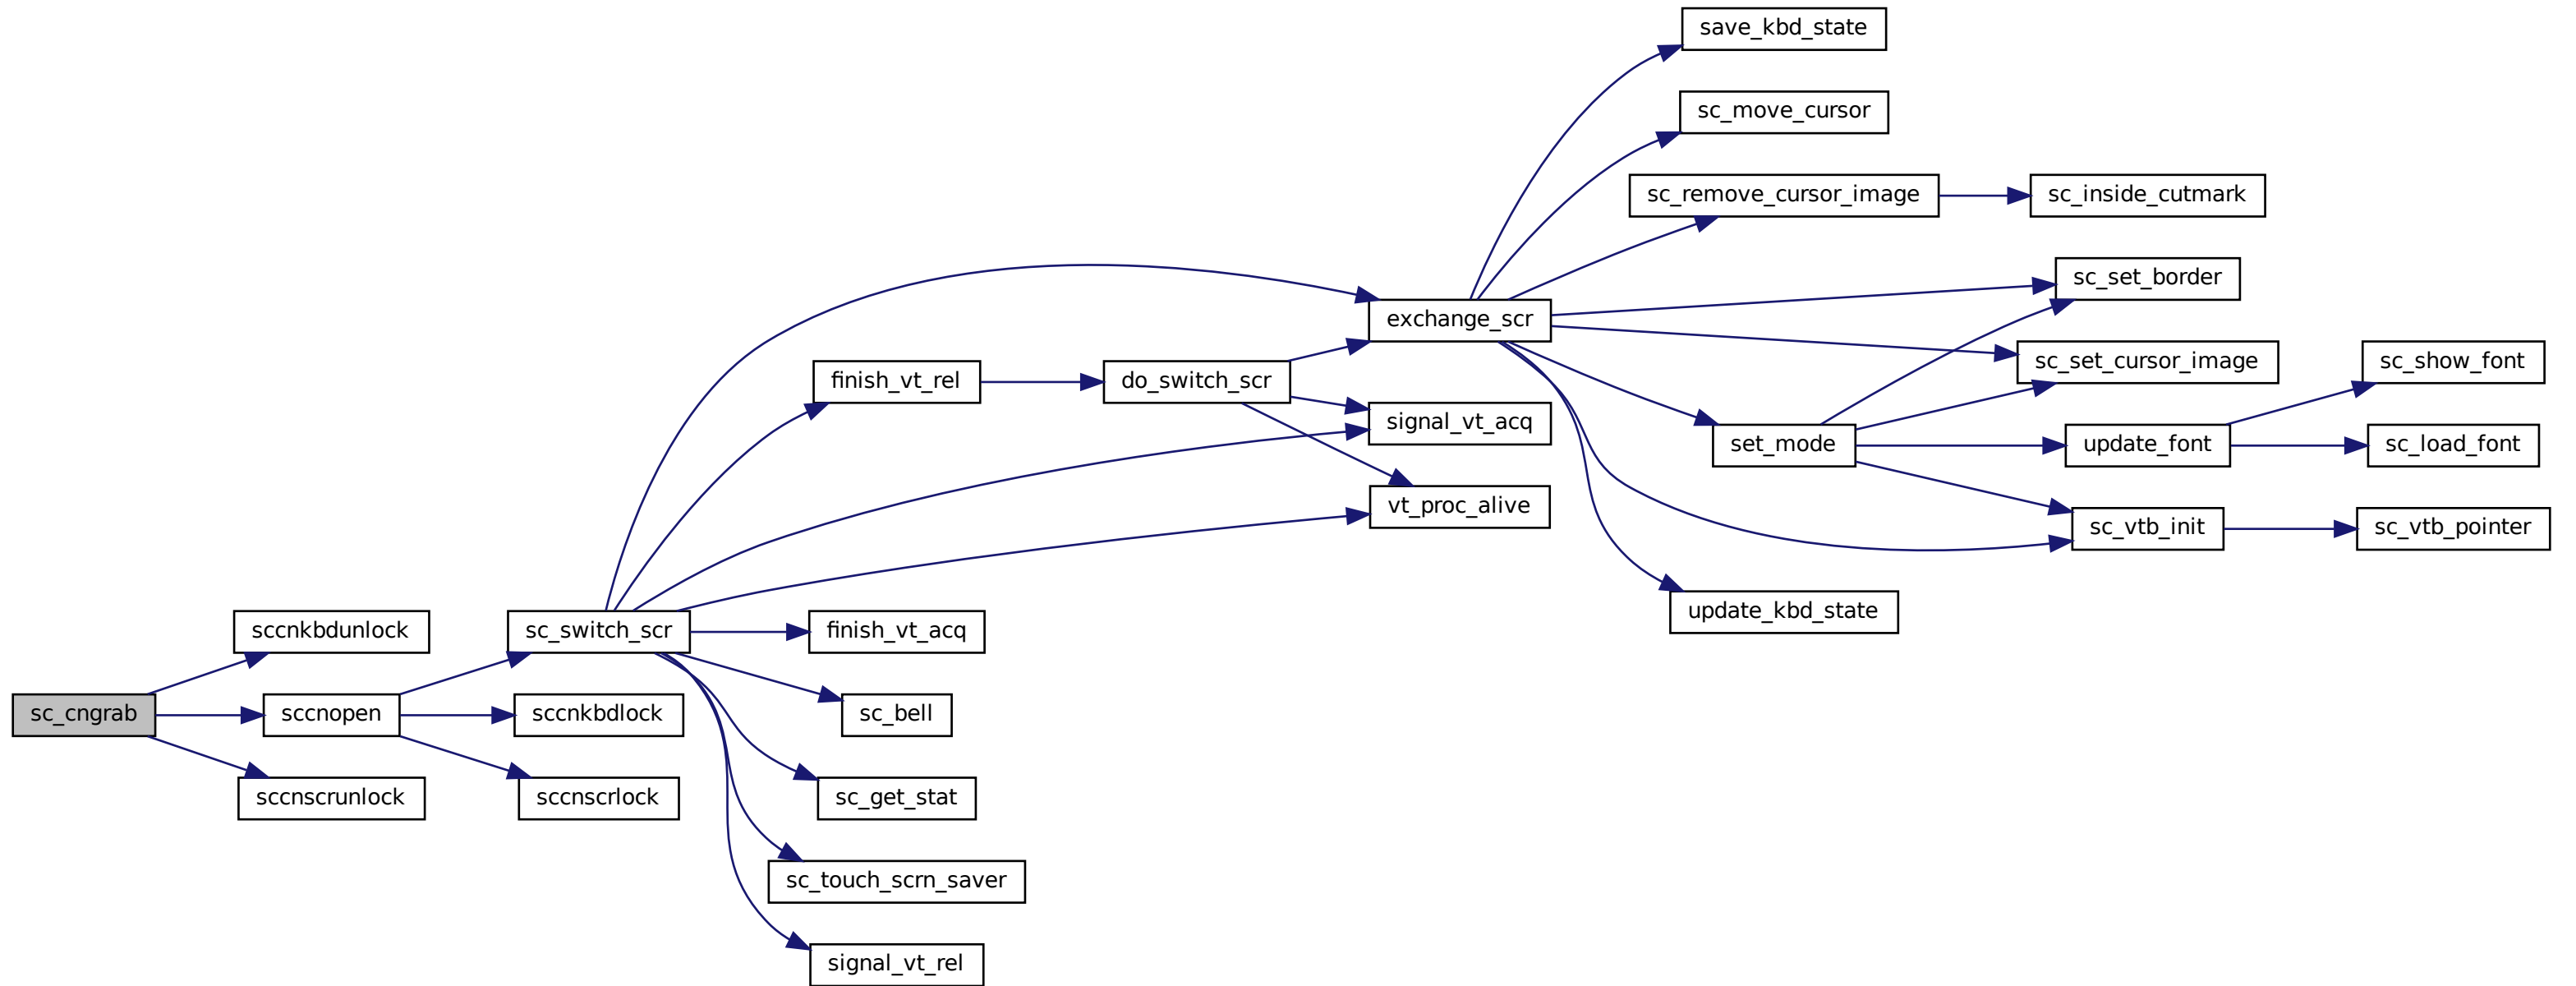 save_kbd_state
sc_move_cursor
sc_remove_cursor_image
sc_inside_cutmark
sc_set_border
exchange_scr
sc_set_cursor_image
sc_show_font
finish_vt_rel
do_switch_scr
signal_vt_acq
set_mode
update_font
sc_load_font
vt_proc_alive
sc_vtb_init
sc_vtb_pointer
update_kbd_state
sccnkbdunlock
sc_switch_scr
finish_vt_acq
sc_cngrab
sccnopen
sccnkbdlock
sc_bell
sccnscrunlock
sccnscrlock
sc_get_stat
sc_touch_scrn_saver
signal_vt_rel